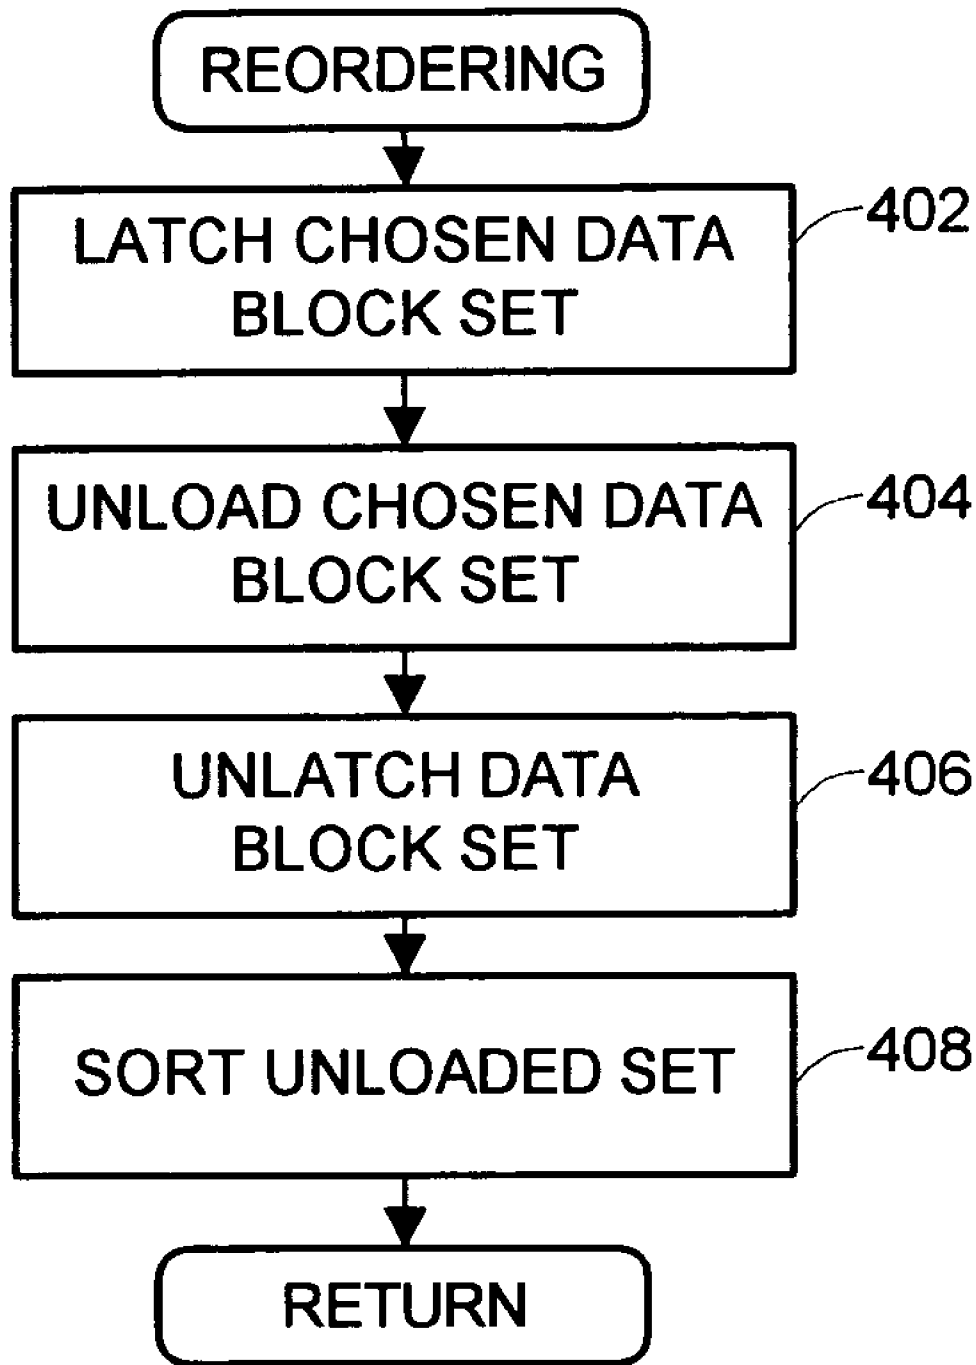 REORDERING
LATCH CHOSEN DATA
BLOCK SET
402
UNLOAD CHOSEN DATA
BLOCK SET
404
UNLATCH DATA
BLOCK SET
406
SORT UNLOADED SET
408
RETURN